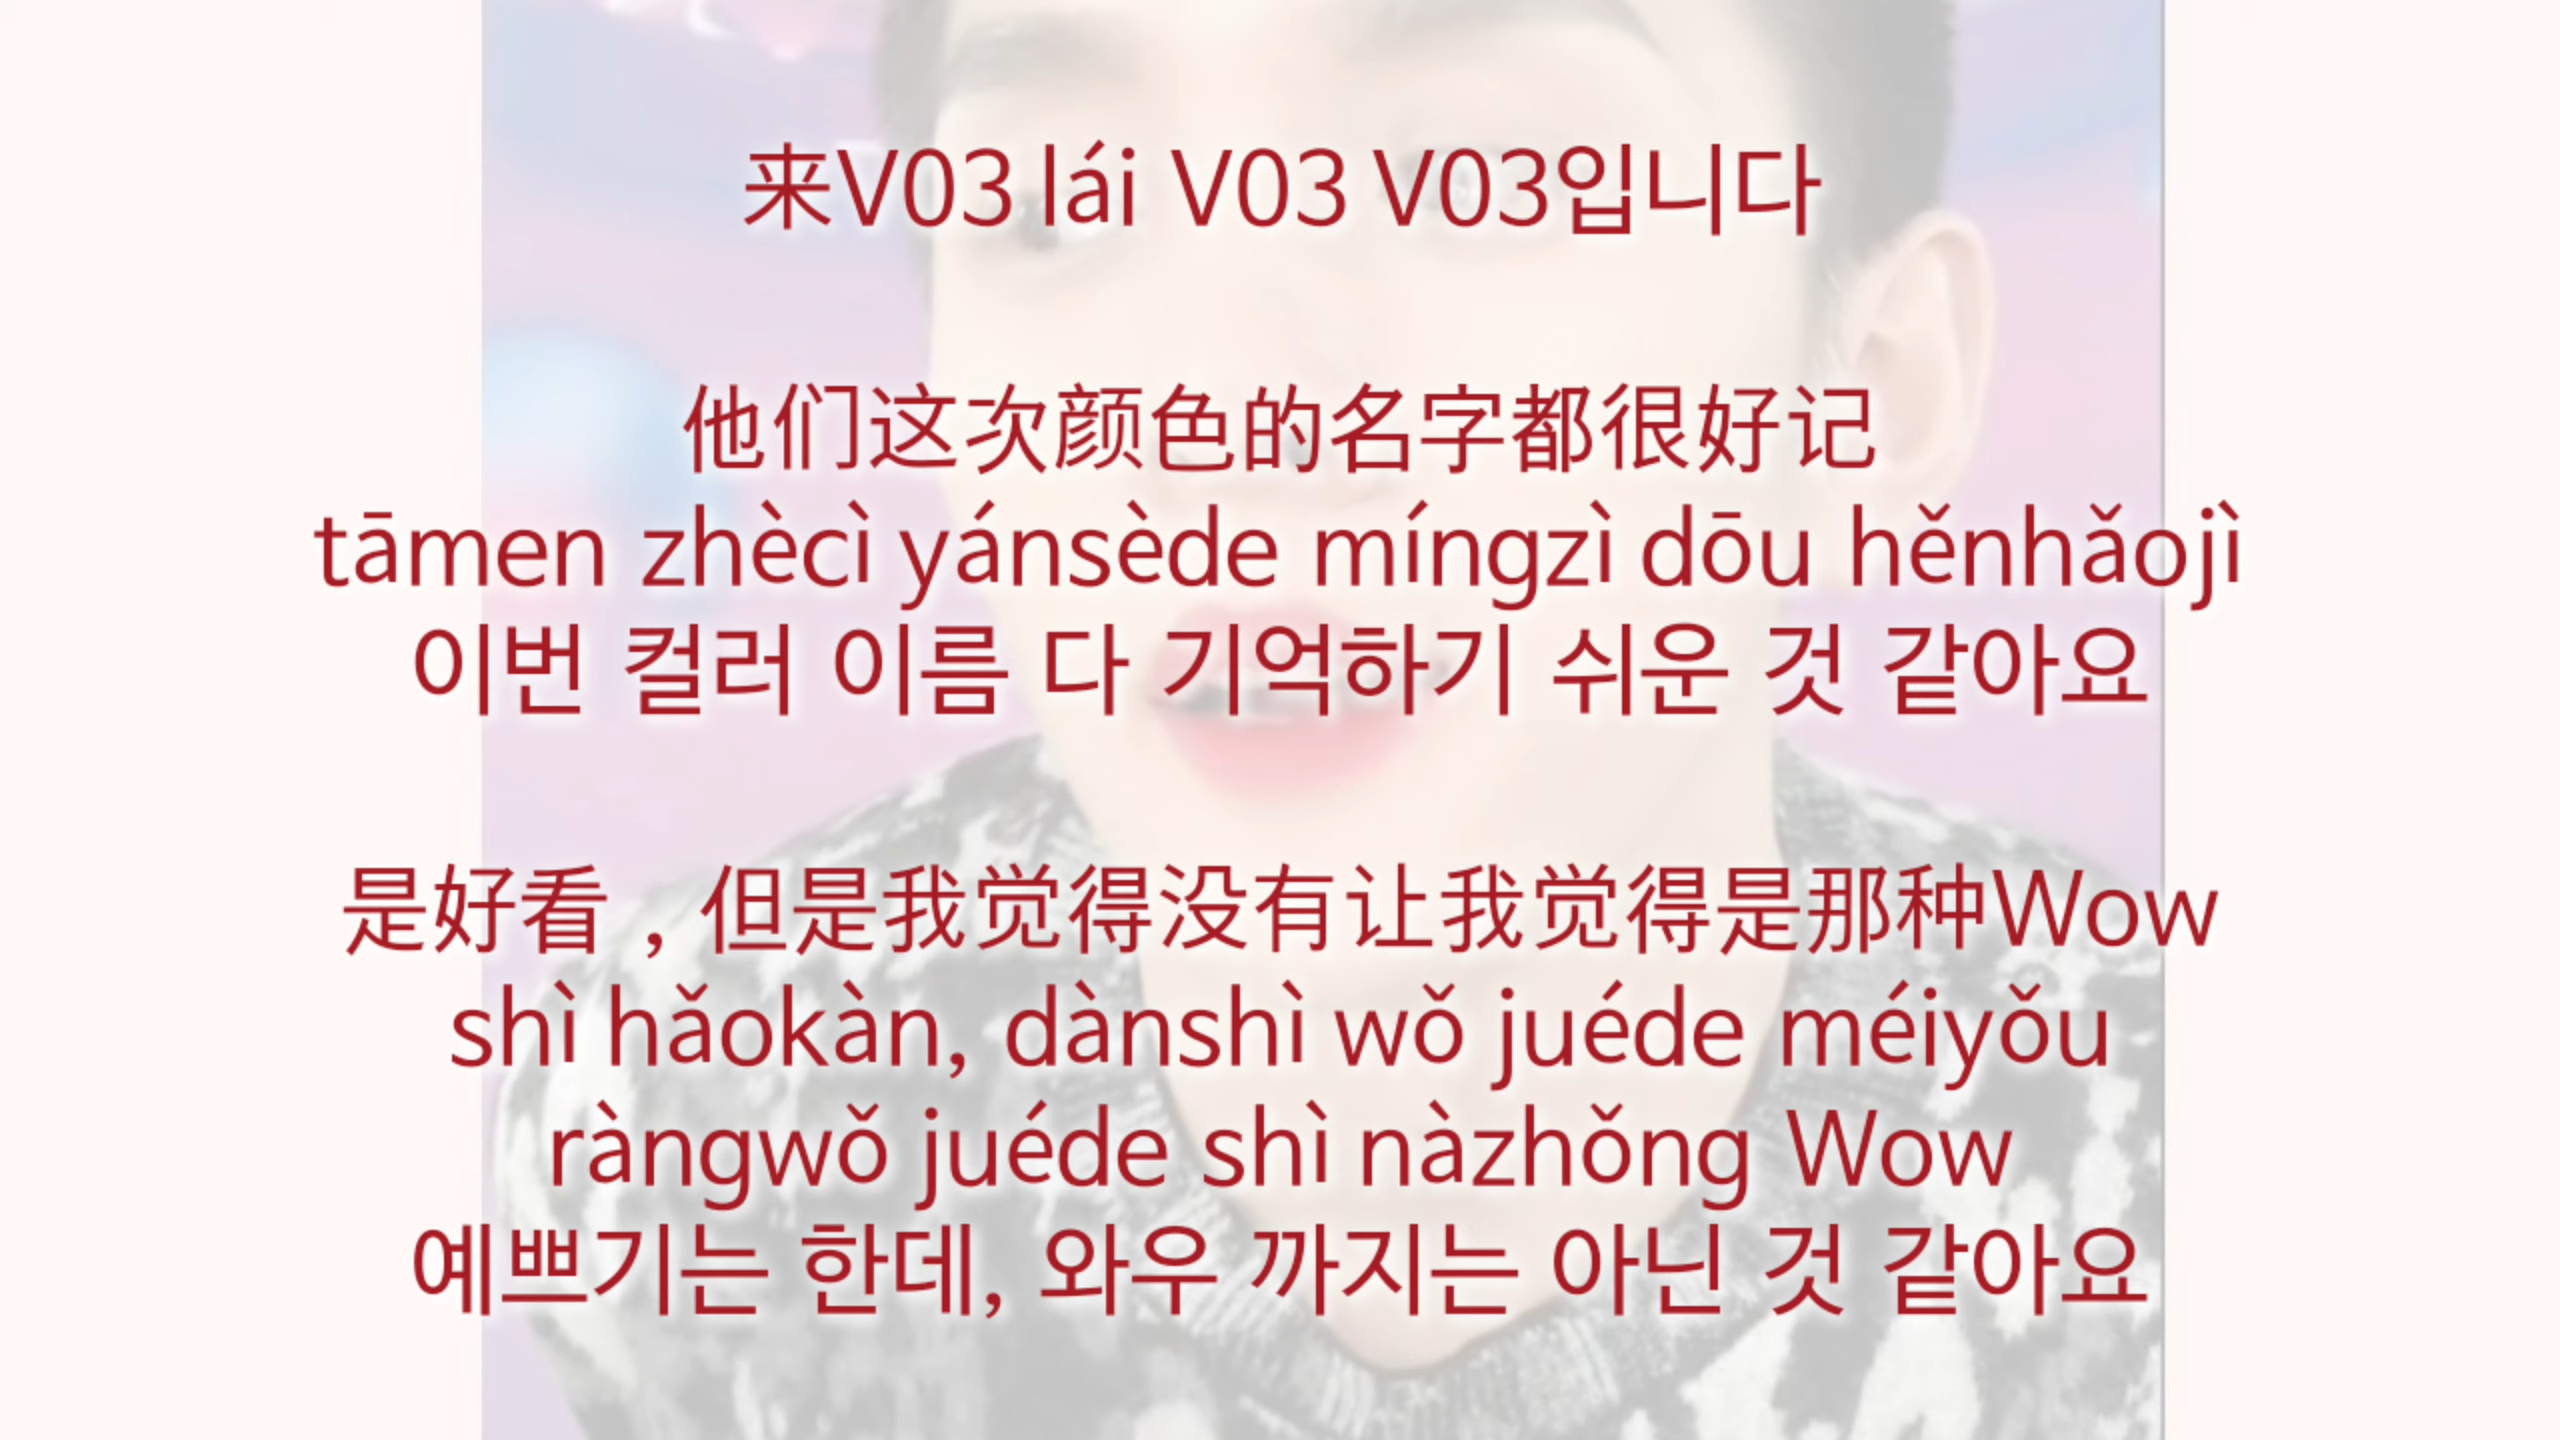 来V03 lái V03 V03입니다
他们这次颜色的名字都很好记
tāmen zhècì yánsède míngzì dōu hěnhǎojì
이번 컬러 이름 다 기억하기 쉬운 것 같아요
是好看，但是我觉得没有让我觉得是那种Wow
shì hǎokàn, dànshì wǒ juéde méiyǒu
ràngwǒ juéde shì nàzhǒng Wow
예쁘기는 한데, 와우 까지는 아닌 것 같아요